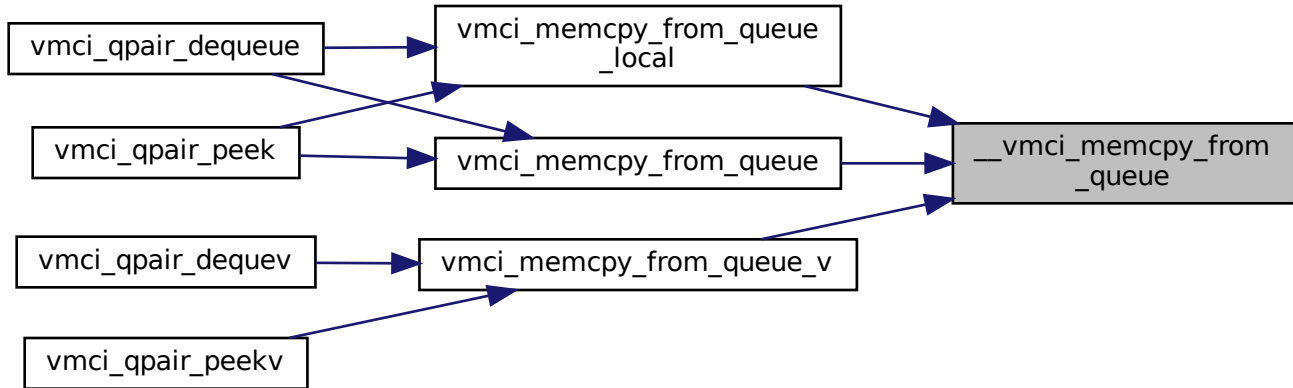 vmci_qpair_dequeue
vmci_memcpy_from_queue
_local
vmci_qpair_peek
vmci_memcpy_from_queue
__vmci_memcpy_from
_queue
vmci_qpair_dequev
vmci_memcpy_from_queue_v
vmci_qpair_peekv